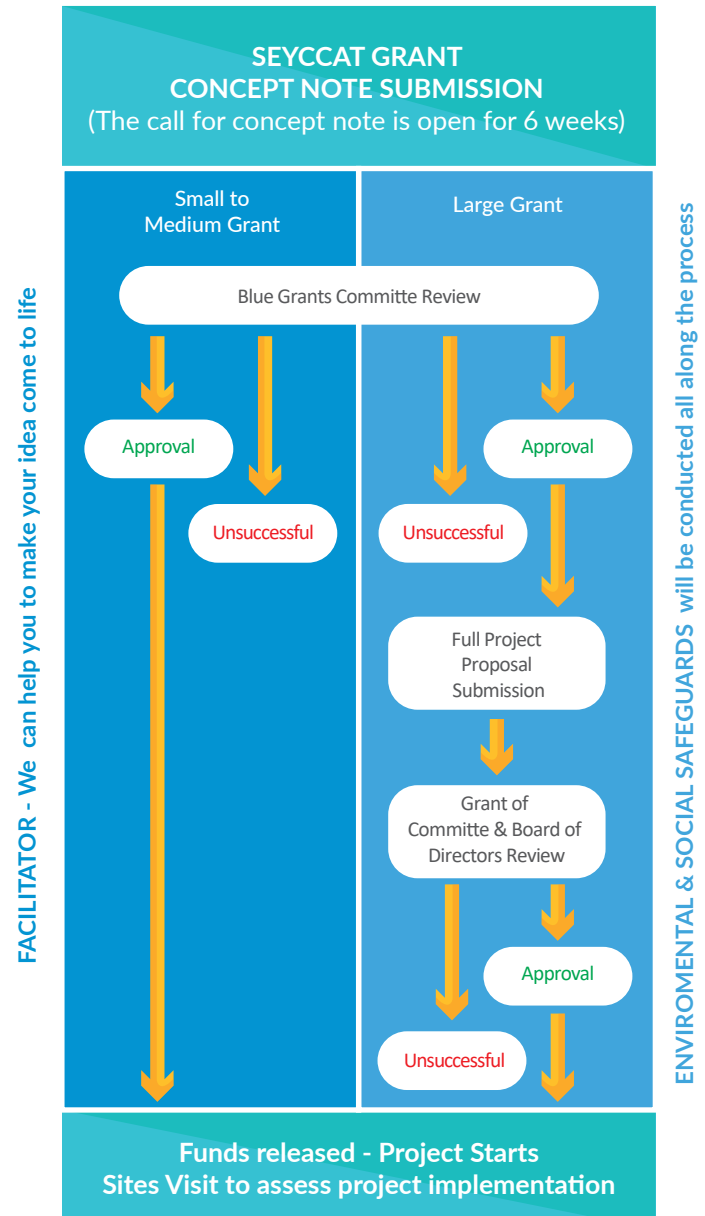 SEYCCAT GRANT
CONCEPT NOTE SUBMISSION
(The call for concept note is open for 6 weeks)
Small to
Medium Grant
Large Grant
Blue Grants Committe Review
Approval
Approval
Unsuccessful
Unsuccessful
Full Project
Proposal
Submission
Grant of
Committe & Board of
Directors Review
Approval
Unsuccessful
Funds released - Project Starts
Sites Visit to assess project implementation
FACILITATOR - We can help you to make your idea come to life
ENVIROMENTAL & SOCIAL SAFEGUARDS will be conducted all along the process